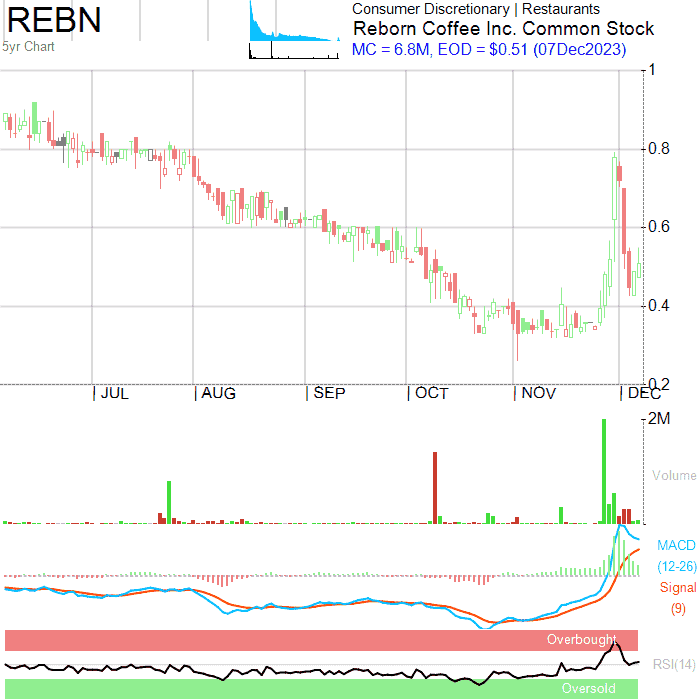 REBN
5yr Chart
Consumer Discretionary | Restaurants
Reborn Coffee Inc. Common Stock
MC = 6.8M, EOD = $0.51 (07Dec2023)
1
0.8
0.6
0.4
0.2
JUL AUG SEP OCT NOV DEC
2M
Volume
MACD
(12-26)
Signal
(9)
Overbought
RSI(14)
Oversold